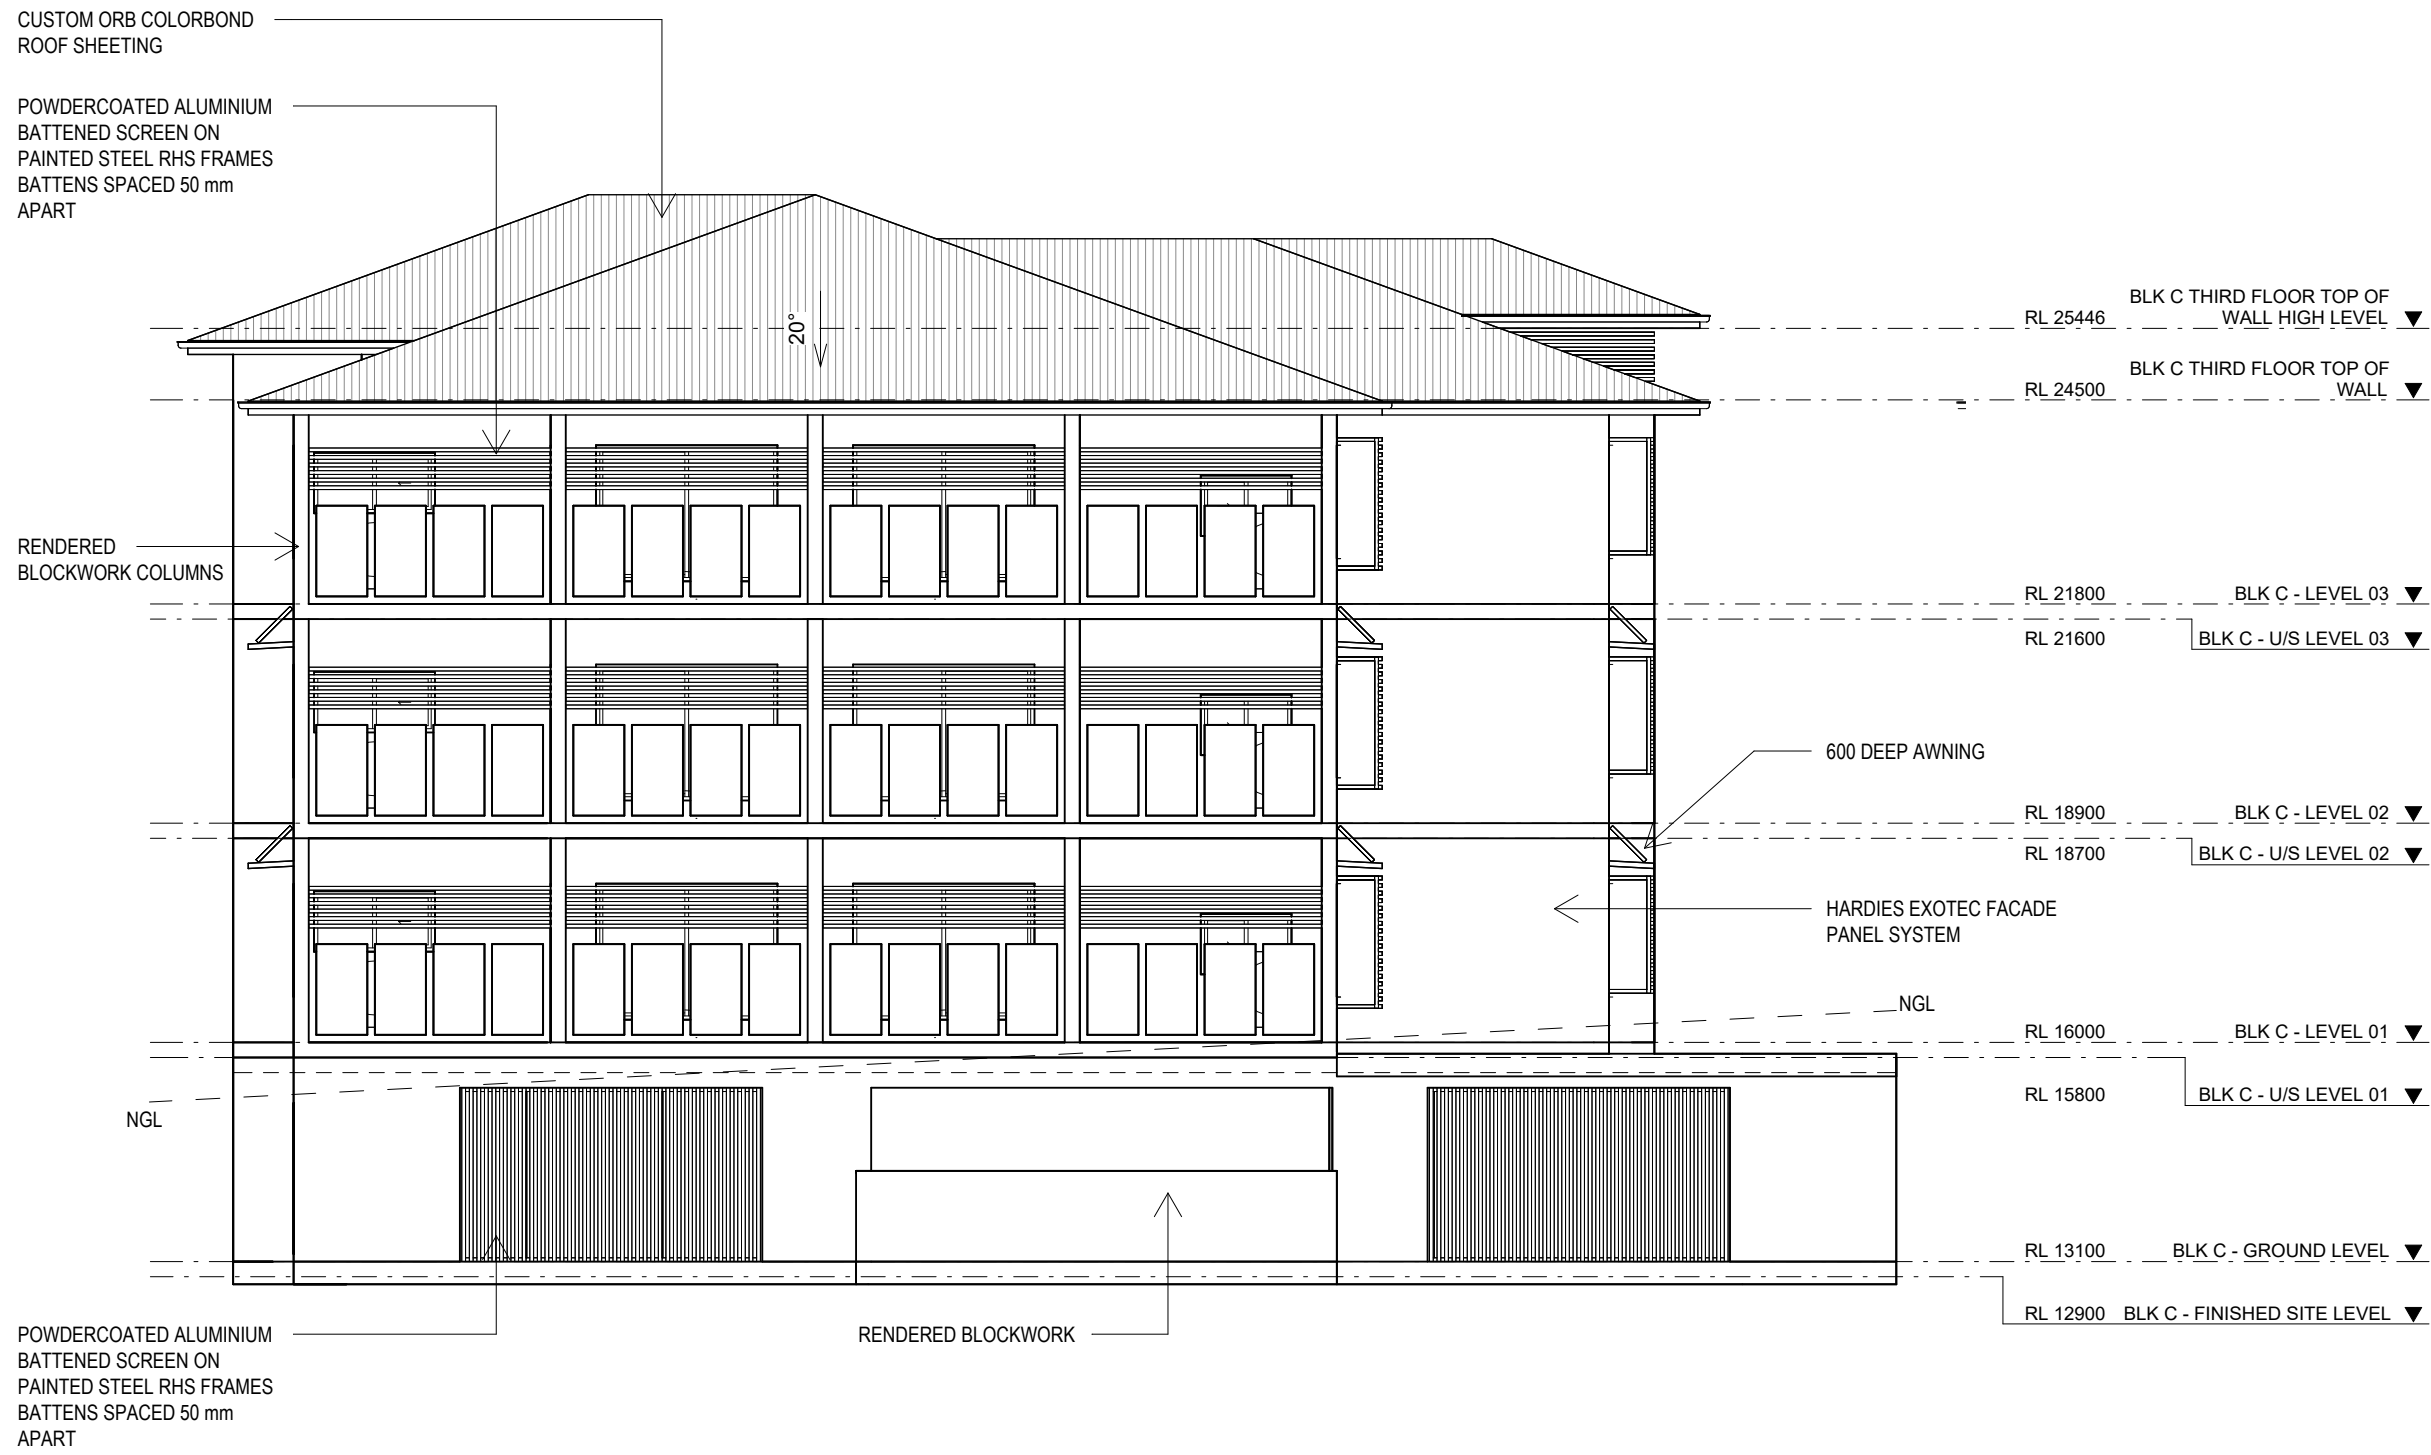 CUSTOM ORB COLORBOND
ROOF SHEETING
POWDERCOATED ALUMINIUM
BATTENED SCREEN ON
PAINTED STEEL RHS FRAMES
BATTENS SPACED 50 mm
APART
20°
RL 25446
BLK C THIRD FLOOR TOP OF
WALL HIGH LEVEL
RL 24500
BLK C THIRD FLOOR TOP OF
WALL
RENDERED
BLOCKWORK COLUMNS
RL 21800 BLK C - LEVEL 03
RL 21600 BLK C - U/S LEVEL 03
600 DEEP AWNING
RL 18900 BLK C - LEVEL 02
RL 18700 BLK C - U/S LEVEL 02
HARDIES EXOTEC FACADE
PANEL SYSTEM
NGL
RL 16000 BLK C - LEVEL 01
RL 15800 BLK C - U/S LEVEL 01
NGL
RL 13100 BLK C - GROUND LEVEL
RL 12900 BLK C - FINISHED SITE LEVEL
POWDERCOATED ALUMINIUM
BATTENED SCREEN ON
PAINTED STEEL RHS FRAMES
BATTENS SPACED 50 mm
APART
RENDERED BLOCKWORK